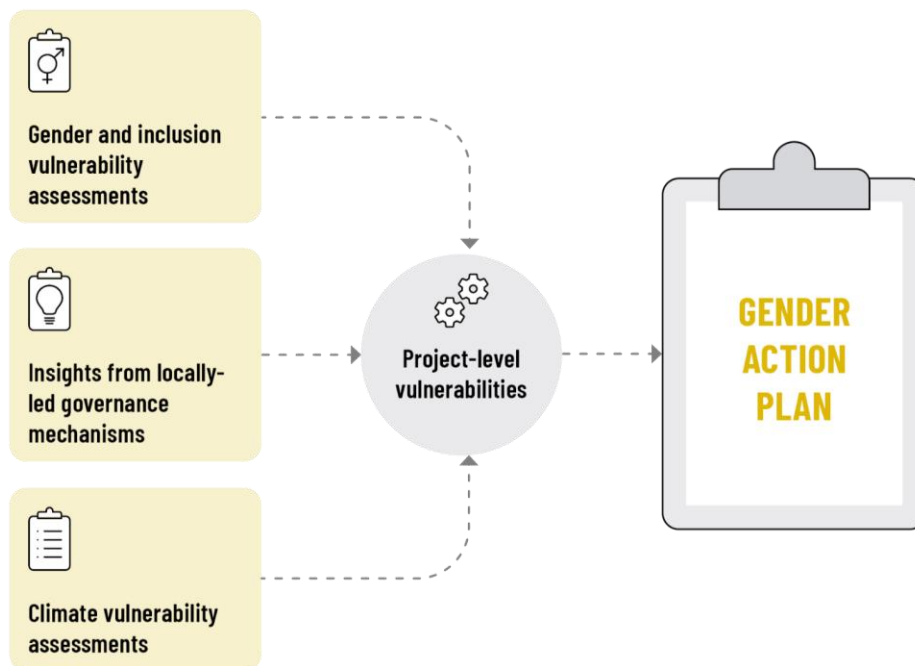 Gender and inclusion
vulnerability
assessments
Insights from locally-
led governance
mechanisms
Climate vulnerability
assessments
Project-level
vulnerabilities
GENDER
ACTION
PLAN